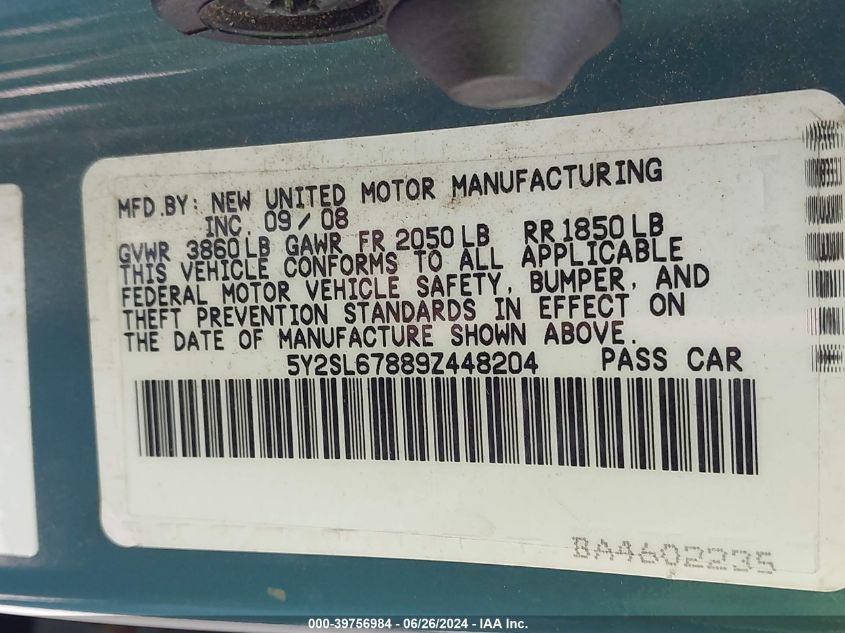 MFD.BY: NEW UNITED MOTOR MANUFACTURING
INC. 09/08
GVWR 3860LB GAWR FR 2050LB RR 1850LB
THIS VEHICLE CONFORMS TO ALL APPLICABLE
FEDERAL MOTOR VEHICLE SAFETY, BUMPER, AND
THEFT PREVENTION STANDARDS IN EFFECT ON
THE DATE OF MANUFACTURE SHOWN ABOVE.
5Y2SL67889Z448204 PASS CAR
BA4602235
000-39756984 / 06/26/2024 - IAA Inc.